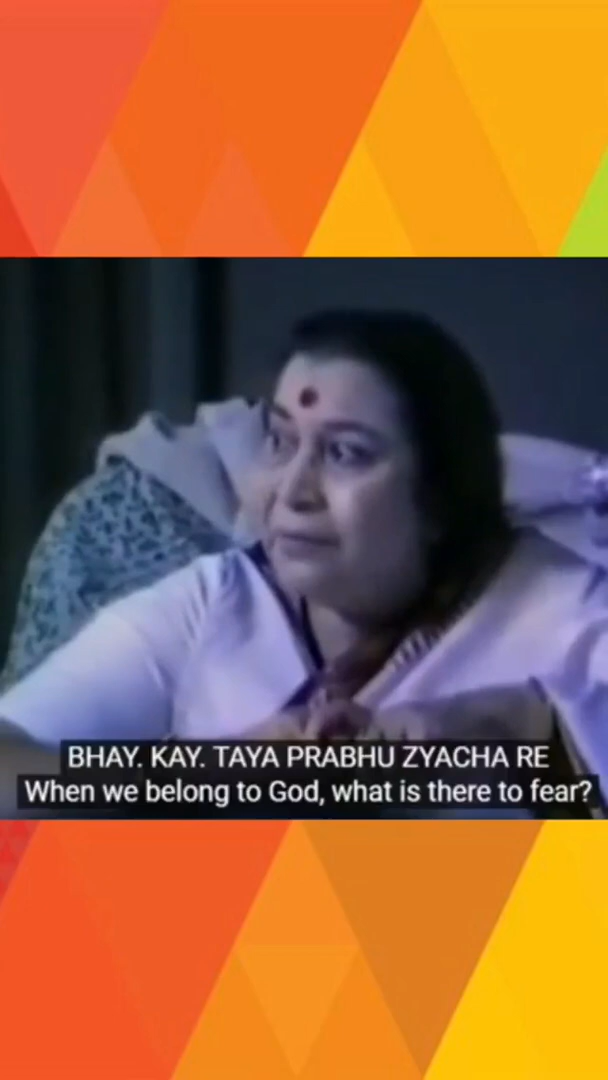 BHAY. KAY. TAYA PRABHU ZYACHA RE
When we belong to God, what is there to fear?